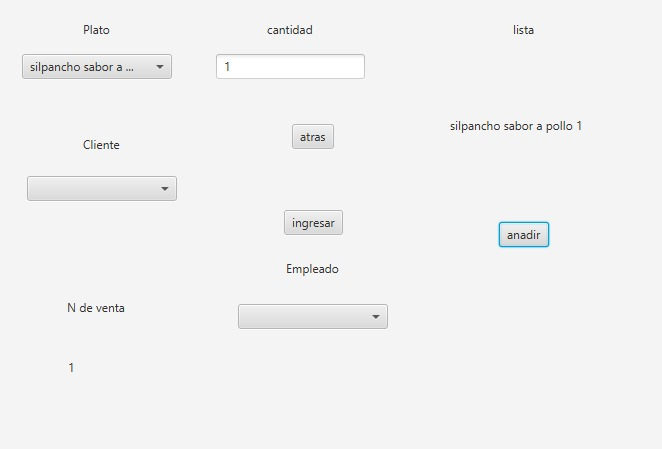 Plato
cantidad
lista
silpancho sabor a ...
1
silpancho sabor a pollo 1
atras
Cliente
ingresar
anadir
Empleado
N de venta
1